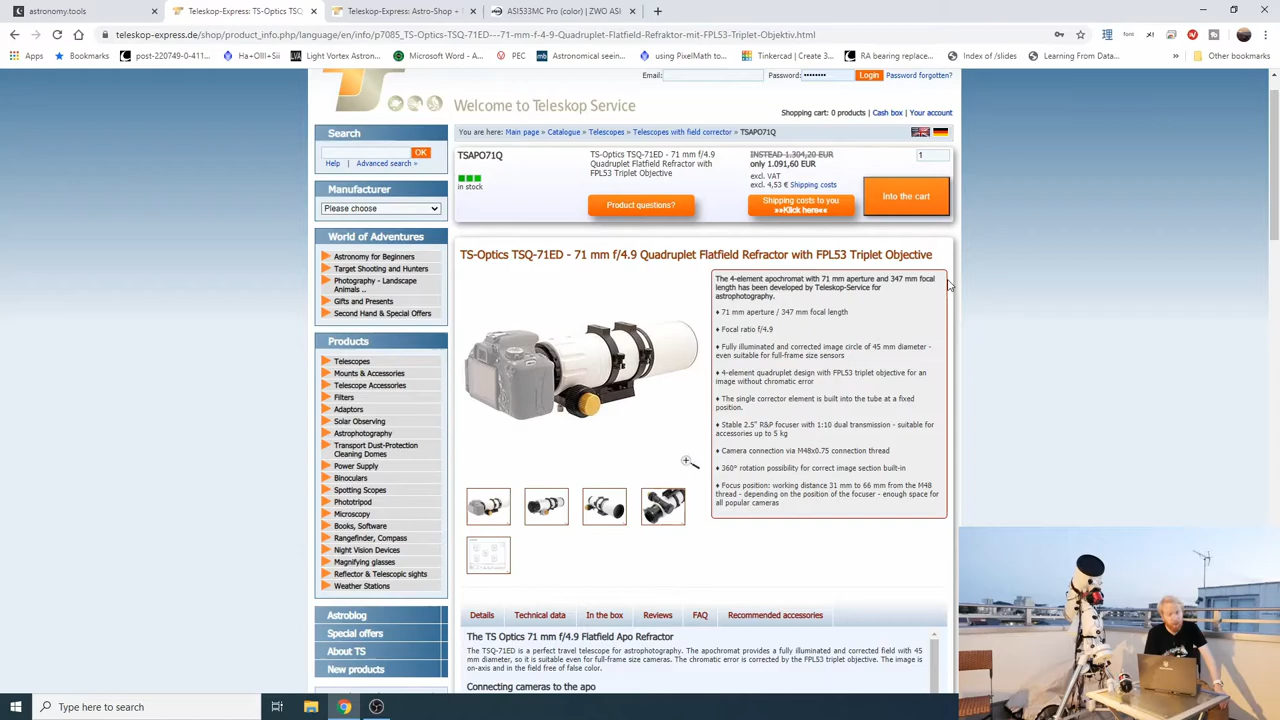 astronomy.tools
Teleskop-Express: TS-Optics TSQ
Teleskop-Express: Astro-Shop +
ASI533MC Pro (color) | ZWO ASI
teleskop-express.de/shop/product_info.php/language/en/info/p7085_TS-Optics-TSQ-71ED---71-mm-f-4-9-Quadruplet-Flatfield-Refraktor-mit-FPL53-Triplet-Objektiv.html
Apps
Bookmarks
post-220749-0-411...
Ha+OIII+Sii
Light Vortex Astro...
Microsoft Word - A...
PEC
Astronomical seein...
using PixelMath to...
Tinkercad | Create...
RA bearing replace...
Index of /slides
Learning From Data...
»
Other bookmarks
Email:
Password:
••••••••
Login
Password forgotten?
Welcome to Teleskop Service
Shopping cart: 0 products | Cash box | Your account
Search
OK
Help | Advanced search »
You are here: Main page » Catalogue » Telescopes » Telescopes with field corrector » TSAPO71Q
TSAPO71Q
in stock
TS-Optics TSQ-71ED - 71 mm f/4.9
Quadruplet Flatfield Refractor with
FPL53 Triplet Objective
Product questions?
INSTEAD 1.304,20 EUR
only 1.091,60 EUR
excl. VAT
excl. 4,53 € Shipping costs
Shipping costs to you
»»Klick here««
1
Into the cart
Manufacturer
Please choose
World of Adventures
Astronomy for Beginners
Target Shooting and Hunters
Photography - Landscape
Animals ..
Gifts and Presents
Second Hand & Special Offers
Products
Telescopes
Mounts & Accessories
Telescope Accessories
Filters
Adaptors
Solar Observing
Astrophotography
Transport Dust-Protection
Cleaning Domes
Power Supply
Binoculars
Spotting Scopes
Phototripod
Microscopy
Books, Software
Rangefinder, Compass
Night Vision Devices
Magnifying glasses
Reflector & Telescopic sights
Weather Stations
Astroblog
Special offers
About TS
New products
TS-Optics TSQ-71ED - 71 mm f/4.9 Quadruplet Flatfield Refractor with FPL53 Triplet Objective
The 4-element apochromat with 71 mm aperture and 347 mm focal
length has been developed by Teleskop-Service for
astrophotography.
♦ 71 mm aperture / 347 mm focal length
♦ Focal ratio f/4.9
♦ Fully illuminated and corrected image circle of 45 mm diameter -
even suitable for full-frame size sensors
♦ 4-element quadruplet design with FPL53 triplet objective for an
image without chromatic error
♦ The single corrector element is built into the tube at a fixed
position.
♦ Stable 2.5" R&P focuser with 1:10 dual transmission - suitable for
accessories up to 5 kg
♦ Camera connection via M48x0.75 connection thread
♦ 360° rotation possibility for correct image section built-in
♦ Focus position: working distance 31 mm to 66 mm from the M48
thread - depending on the position of the focuser - enough space for
all popular cameras
Details
Technical data
In the box
Reviews
FAQ
Recommended accessories
The TS Optics 71 mm f/4.9 Flatfield Apo Refractor
The TSQ-71ED is a perfect travel telescope for astrophotography. The apochromat provides a fully illuminated and corrected field with 45
mm diameter, so it is suitable even for full-frame size cameras. The chromatic error is corrected by the FPL53 triplet objective. The image is
on-axis and in the field free of false color.
Connecting cameras to the apo
Type here to search